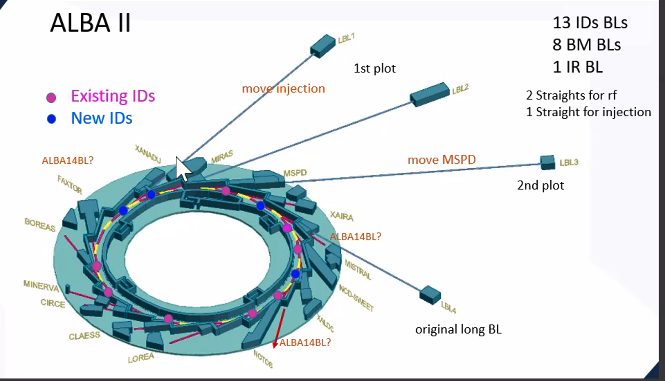 ALBA II
13 IDs BLs
8 BM BLs
1 IR BL
2 Straights for rf
1 Straight for injection
Existing IDs
New IDs
LBL1
1st plot
move injection
LBL2
move MSPD
LBL3
2nd plot
ALBA14BL?
XANADU
MIRAS
MSPD
FAXTOR
XAIRA
BOREAS
ALBA14BL?
MISTRAL
MINERVA
NCD-SWEET
CIRCE
LBL4
original long BL
XALOC
CLAESS
ALBA14BL?
LOREA
NOTOS